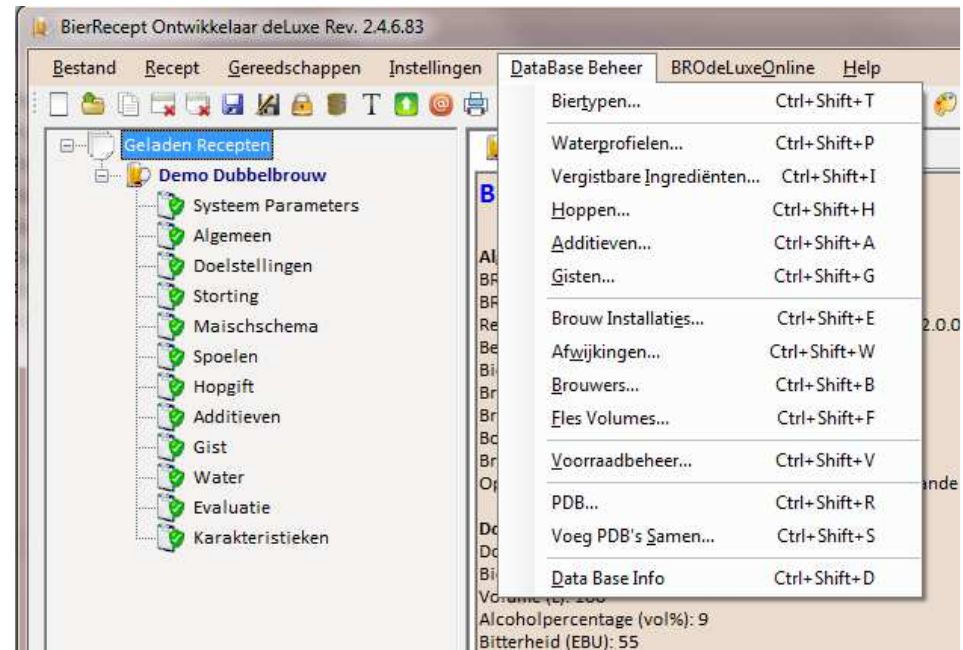 BierRecept Ontwikkelaar deLuxe Rev. 2.4.6.83
Bestand Recept Gereedschappen Instellingen DataBase Beheer BROdeLuxeOnline Help
Geladen Recepten
Demo Dubbelbrouw
Systeem Parameters
Algemeen
Doelstellingen
Storting
Maischschema
Spoelen
Hopgift
Additieven
Gist
Water
Evaluatie
Karakteristieken
Biertypen... Ctrl+Shift+T
Waterprofielen... Ctrl+Shift+P
Vergistbare Ingrediënten... Ctrl+Shift+I
Hoppen... Ctrl+Shift+H
Additieven... Ctrl+Shift+A
Gisten... Ctrl+Shift+G
Brouw Installaties... Ctrl+Shift+E
Afwijkingen... Ctrl+Shift+W
Brouwers... Ctrl+Shift+B
Fles Volumes... Ctrl+Shift+F
Voorraadbeheer... Ctrl+Shift+V
PDB... Ctrl+Shift+R
Voeg PDB's Samen... Ctrl+Shift+S
Data Base Info Ctrl+Shift+D
Alcoholpercentage (vol%): 9
Bitterheid (EBU): 55